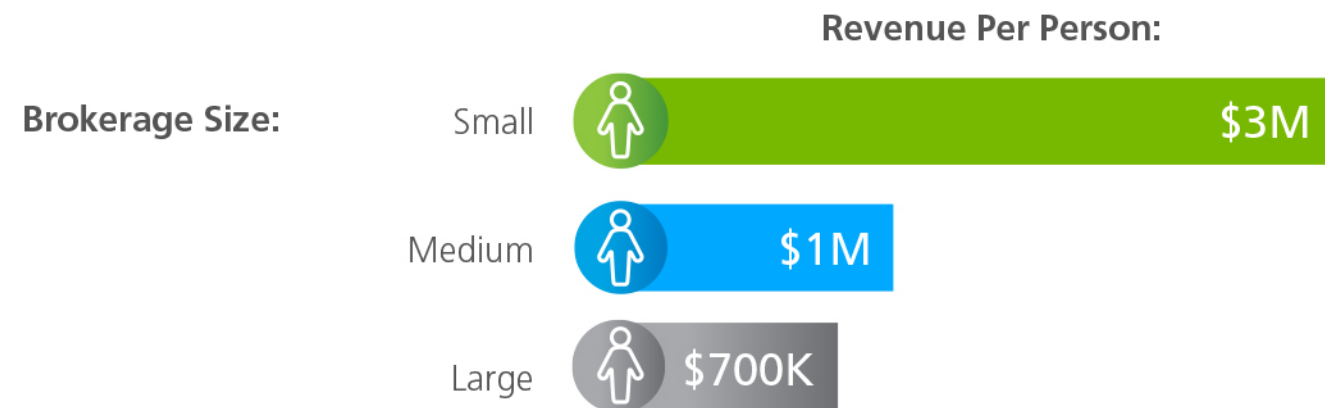 Revenue Per Person:
Brokerage Size:
Small
$3M
Medium
$1M
Large
$700K